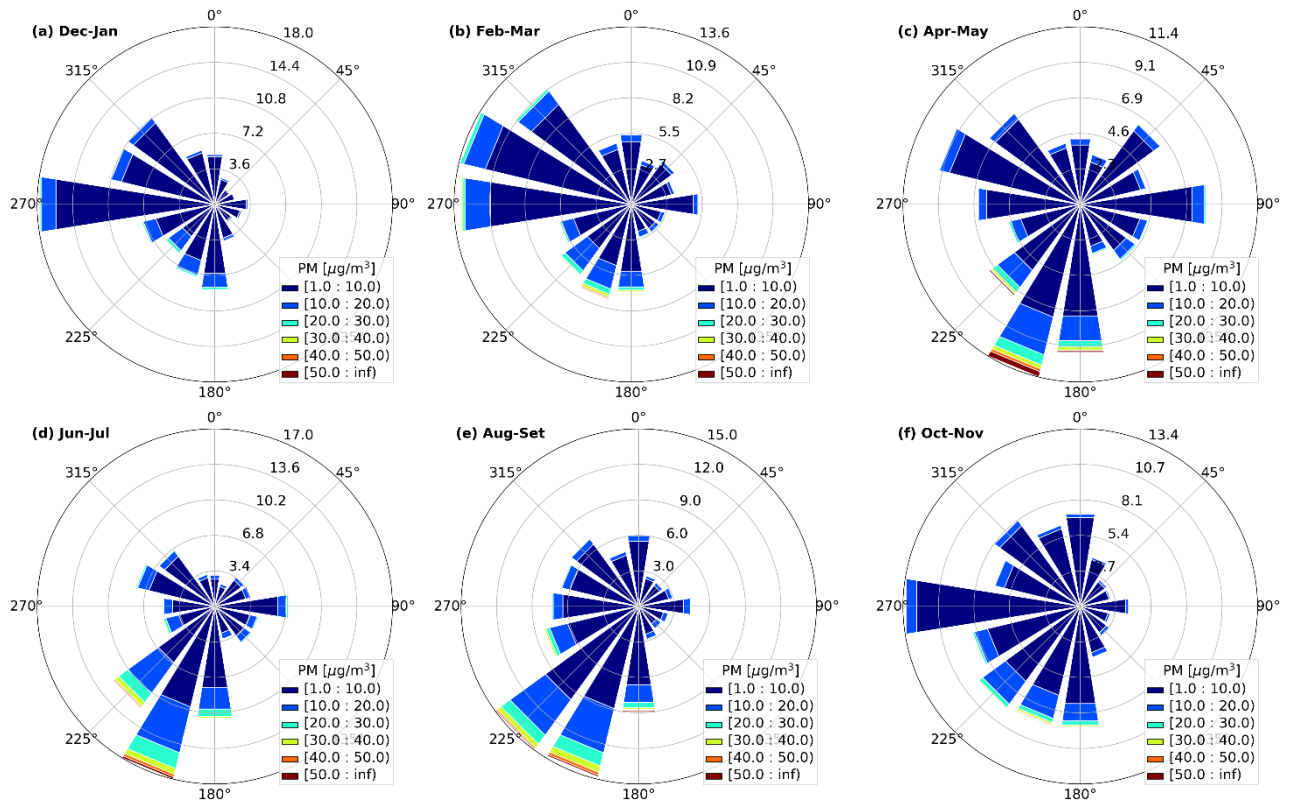 (a) Dec-Jan
0°
18.0
14.4
10.8
7.2
3.6
45°
90°
180°
225°
270°
315°
PM [μg/m³]
[1.0 : 10.0)
[10.0 : 20.0)
[20.0 : 30.0)
[30.0 : 40.0)
[40.0 : 50.0)
[50.0 : inf)
(b) Feb-Mar
0°
13.6
10.9
8.2
5.5
2.7
45°
90°
180°
225°
270°
315°
PM [μg/m³]
[1.0 : 10.0)
[10.0 : 20.0)
[20.0 : 30.0)
[30.0 : 40.0)
[40.0 : 50.0)
[50.0 : inf)
(c) Apr-May
0°
11.4
9.1
6.9
4.6
45°
90°
180°
225°
270°
315°
PM [μg/m³]
[1.0 : 10.0)
[10.0 : 20.0)
[20.0 : 30.0)
[30.0 : 40.0)
[40.0 : 50.0)
[50.0 : inf)
(d) Jun-Jul
0°
17.0
13.6
10.2
6.8
3.4
45°
90°
180°
225°
270°
315°
PM [μg/m³]
[1.0 : 10.0)
[10.0 : 20.0)
[20.0 : 30.0)
[30.0 : 40.0)
[40.0 : 50.0)
[50.0 : inf)
(e) Aug-Set
0°
15.0
12.0
9.0
6.0
3.0
45°
90°
180°
225°
270°
315°
PM [μg/m³]
[1.0 : 10.0)
[10.0 : 20.0)
[20.0 : 30.0)
[30.0 : 40.0)
[40.0 : 50.0)
[50.0 : inf)
(f) Oct-Nov
0°
13.4
10.7
8.1
5.4
2.7
45°
90°
180°
225°
270°
315°
PM [μg/m³]
[1.0 : 10.0)
[10.0 : 20.0)
[20.0 : 30.0)
[30.0 : 40.0)
[40.0 : 50.0)
[50.0 : inf)